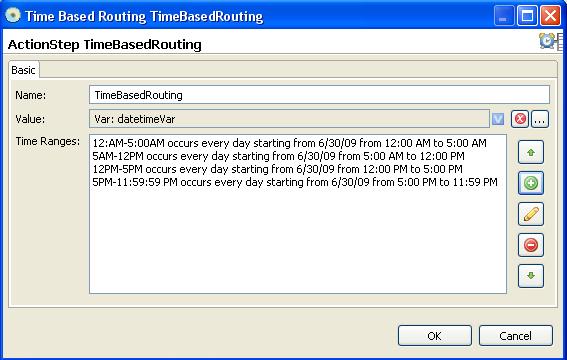 Time Based Routing TimeBasedRouting
ActionStep TimeBasedRouting
Basic
Name: TimeBasedRouting
Value: Var: datetimeVar ...
Time Ranges:
12:AM-5:00AM occurs every day starting from 6/30/09 from 12:00 AM to 5:00 AM
5AM-12PM occurs every day starting from 6/30/09 from 5:00 AM to 12:00 PM
12PM-5PM occurs every day starting from 6/30/09 from 12:00 PM to 5:00 PM
5PM-11:59:59 PM occurs every day starting from 6/30/09 from 5:00 PM to 11:59 PM
OK Cancel